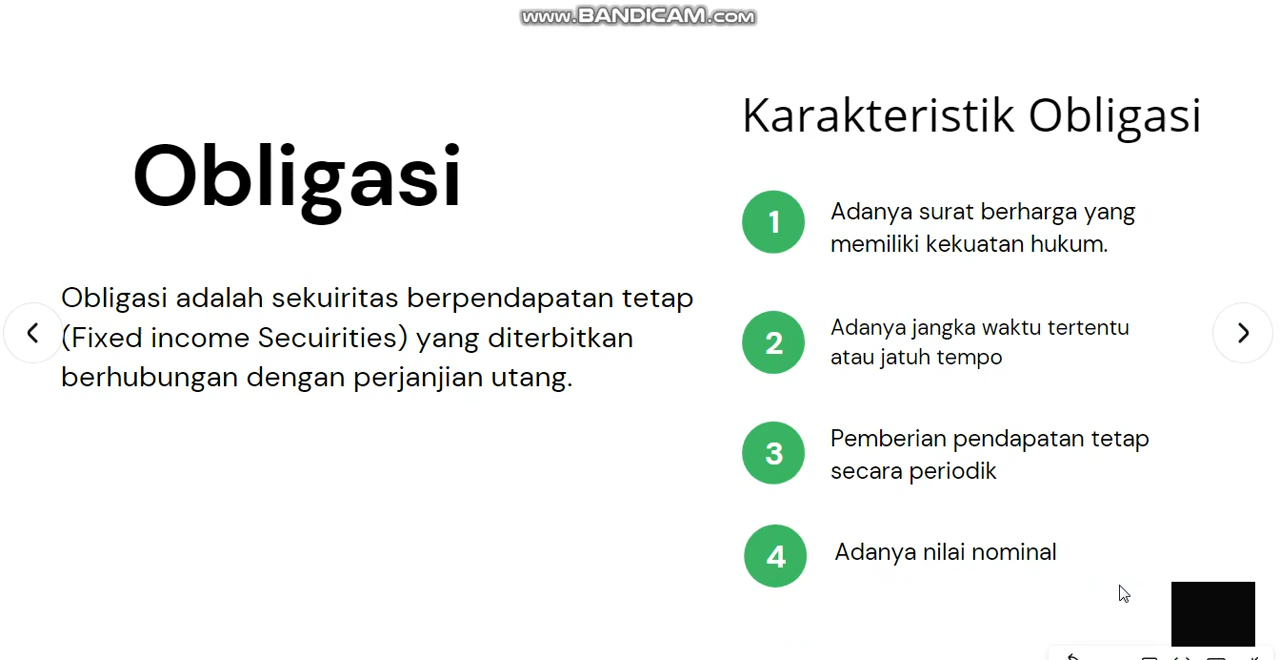 www.BANDICAM.com
Obligasi
Obligasi adalah sekuiritas berpendapatan tetap
(Fixed income Secuirities) yang diterbitkan
berhubungan dengan perjanjian utang.
Karakteristik Obligasi
1
Adanya surat berharga yang
memiliki kekuatan hukum.
2
Adanya jangka waktu tertentu
atau jatuh tempo
3
Pemberian pendapatan tetap
secara periodik
4
Adanya nilai nominal